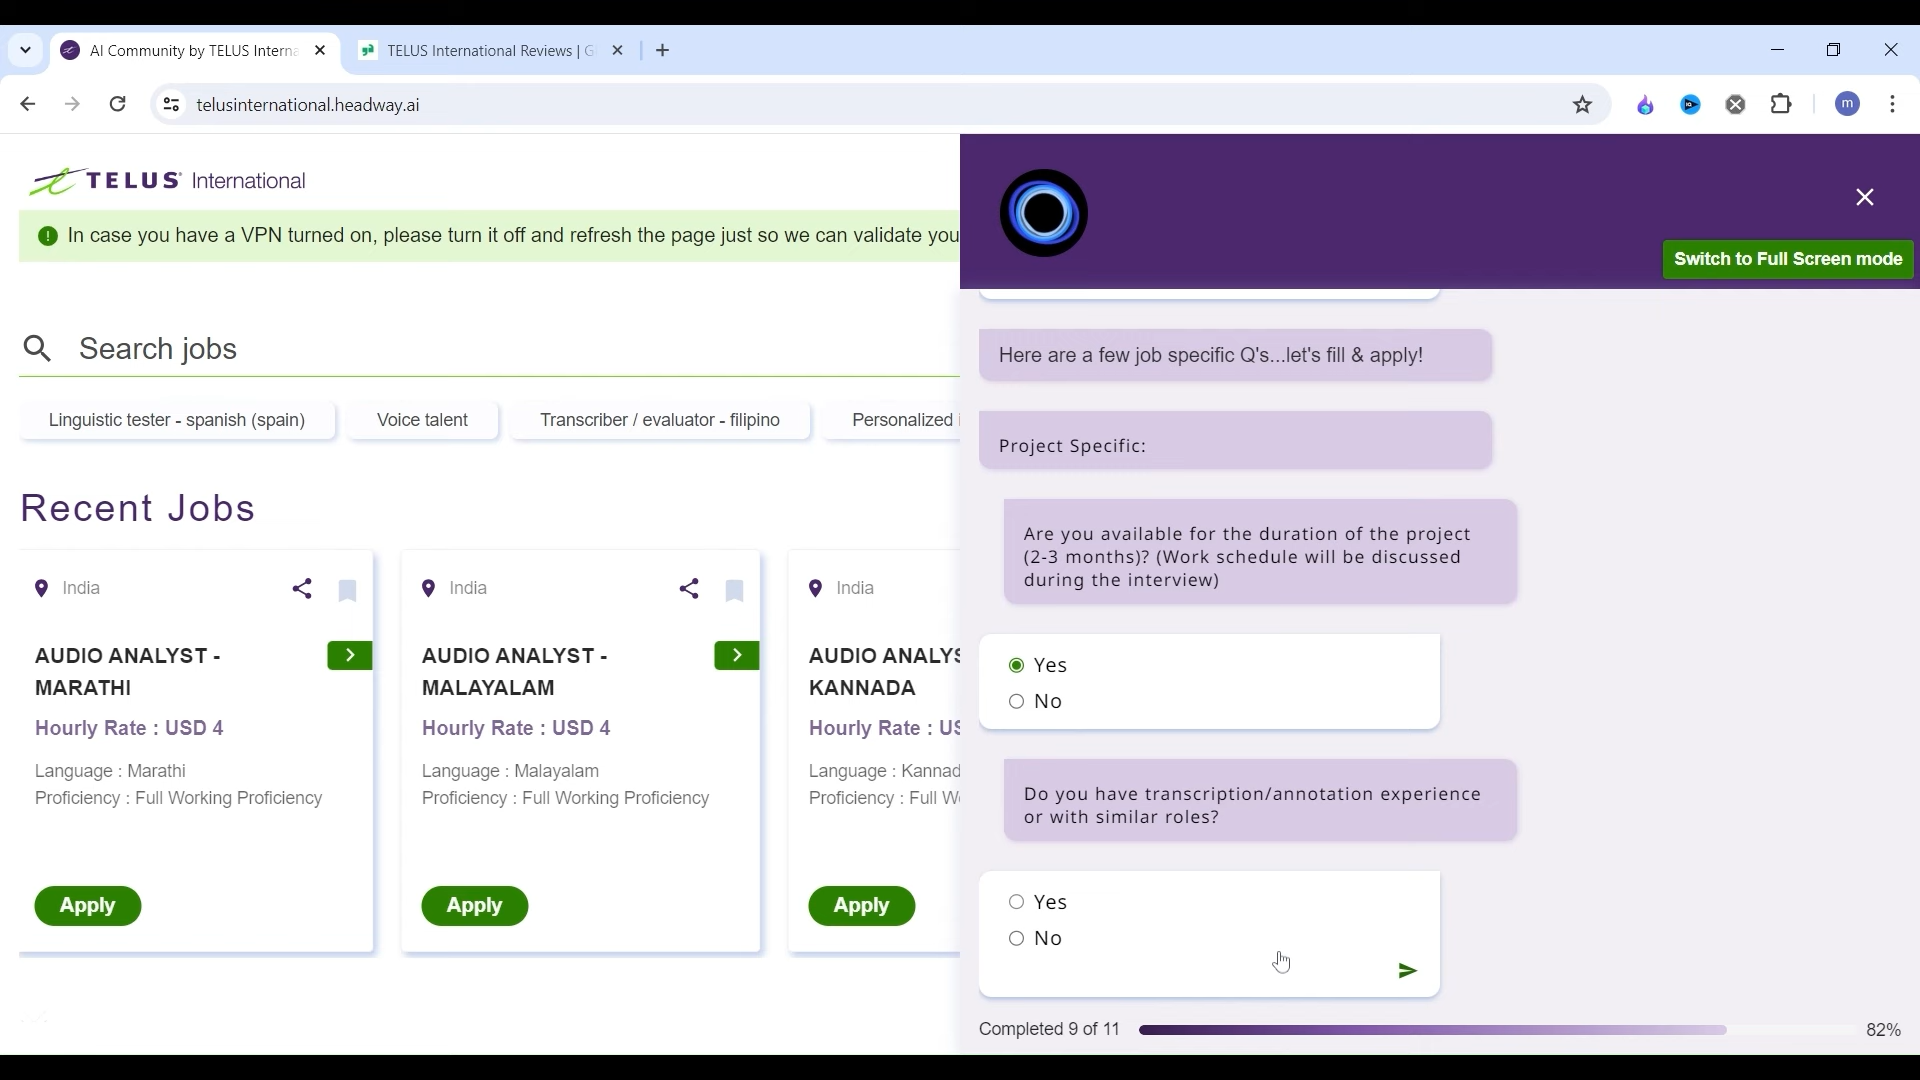 AI Community by TELUS Interna
TELUS International Reviews | G
telusinternational.headway.ai
m
TELUS International
In case you have a VPN turned on, please turn it off and refresh the page just so we can validate you
Search jobs
Linguistic tester - spanish (spain)
Voice talent
Transcriber / evaluator - filipino
Personalized i
Recent Jobs
India
AUDIO ANALYST -
MARATHI
Hourly Rate : USD 4
Language : Marathi
Proficiency : Full Working Proficiency
Apply
India
AUDIO ANALYST -
MALAYALAM
Hourly Rate : USD 4
Language : Malayalam
Proficiency : Full Working Proficiency
Apply
India
AUDIO ANALYS
KANNADA
Hourly Rate : US
Language : Kannad
Proficiency : Full W
Apply
Switch to Full Screen mode
Here are a few job specific Q's...let's fill & apply!
Project Specific:
Are you available for the duration of the project
(2-3 months)? (Work schedule will be discussed
during the interview)
Yes
No
Do you have transcription/annotation experience
or with similar roles?
Yes
No
Completed 9 of 11
82%